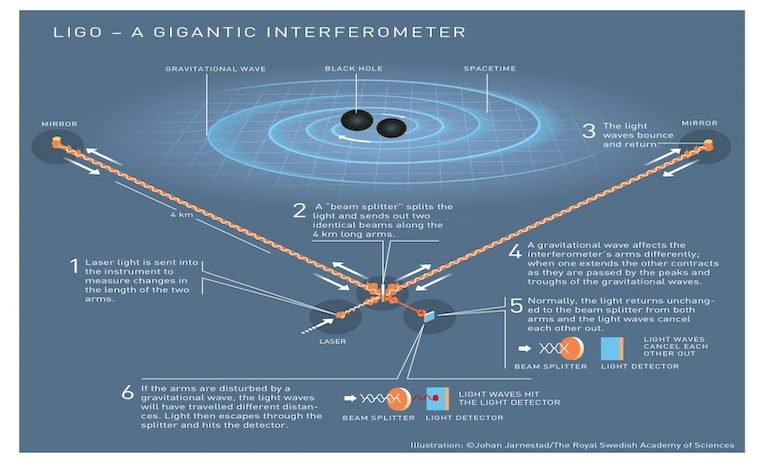 LIGO – A GIGANTIC INTERFEROMETER
GRAVITATIONAL WAVE
BLACK HOLE
SPACETIME
MIRROR
MIRROR
3 The light
waves bounce
and return.
4 km
2 A "beam splitter" splits the
light and sends out two
identical beams along the
4 km long arms.
1 Laser light is sent into
the instrument to
measure changes in
the length of the two
arms.
4 A gravitational wave affects the
interferometer's arms differently;
when one extends the other contracts
as they are passed by the peaks and
troughs of the gravitational waves.
5 Normally, the light returns unchang-
ed to the beam splitter from both
arms and the light waves cancel
each other out.
LASER
LIGHT WAVES
CANCEL EACH
OTHER OUT
BEAM SPLITTER
LIGHT DETECTOR
6 If the arms are disturbed by a
gravitational wave, the light waves
will have travelled different distan-
ces. Light then escapes through the
splitter and hits the detector.
LIGHT WAVES HIT
THE LIGHT DETECTOR
BEAM SPLITTER
LIGHT DETECTOR
Illustration: ©Johan Jarnestad/The Royal Swedish Academy of Sciences